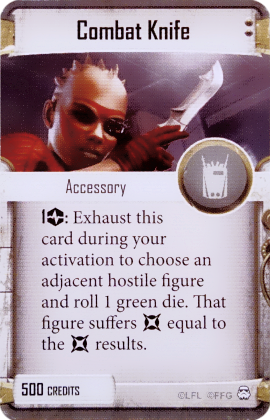 Combat Knife
Accessory
1: Exhaust this
card during your
activation to choose an
adjacent hostile figure
and roll 1 green die. That
figure suffers equal to
the results.
500 CREDITS
©LFL ©FFG